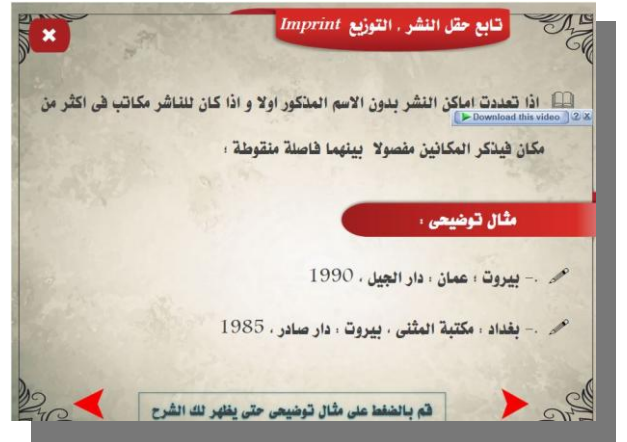 تابع حقل النشر ، التوزيع Imprint
اذا تعددت اماكن النشر بدون الاسم المذكور اولا و اذا كان للناشر مكاتب فى اكثر من
Download this video
مكان فيذكر المكانين مفصولا بينهما فاصلة منقوطة :
مثال توضيحى :
.– بيروت ؛ عمان : دار الجيل ، 1990
.– بغداد : مكتبة المثنى ، بيروت : دار صادر ، 1985
قم بالضغط على مثال توضيحى حتى يظهر لك الشرح